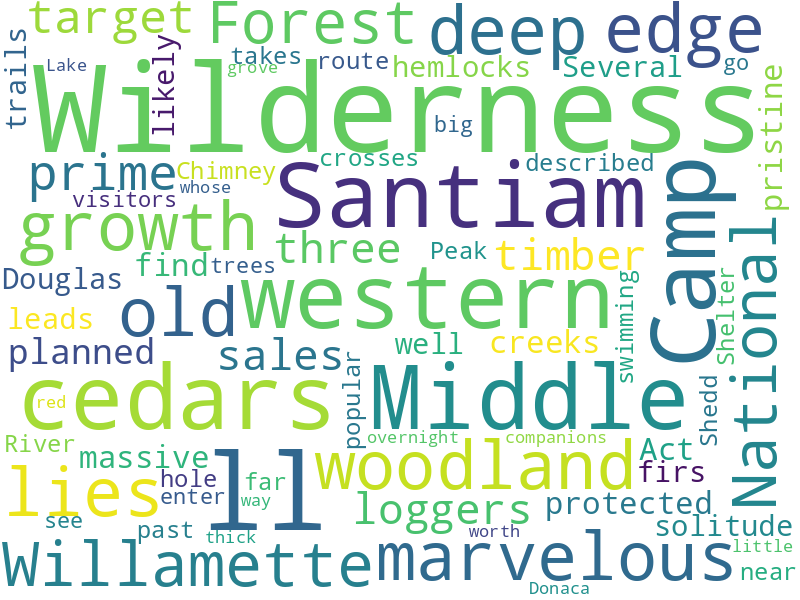 target
Forest
deep
edge
trails
Lake
likely
takes
grove
route
hemlocks
Several
go
Wilderness
big
pristine
prime
Chimney
crosses
described
visitors
whose
Santiam
Camp
growth
three
Peak
timber
National
Douglas
find
trees
old
western
swimming
Shelter
leads
planned
sales
well
creeks
popular
cedars
red
Middle
Shedd
River
massive
overnight
companions
Act
lies
hole
far
ll
woodland
firs
enter
way
loggers
protected
see
past
thick
worth
solitude
little
Willamette
marvelous
near
Donaca